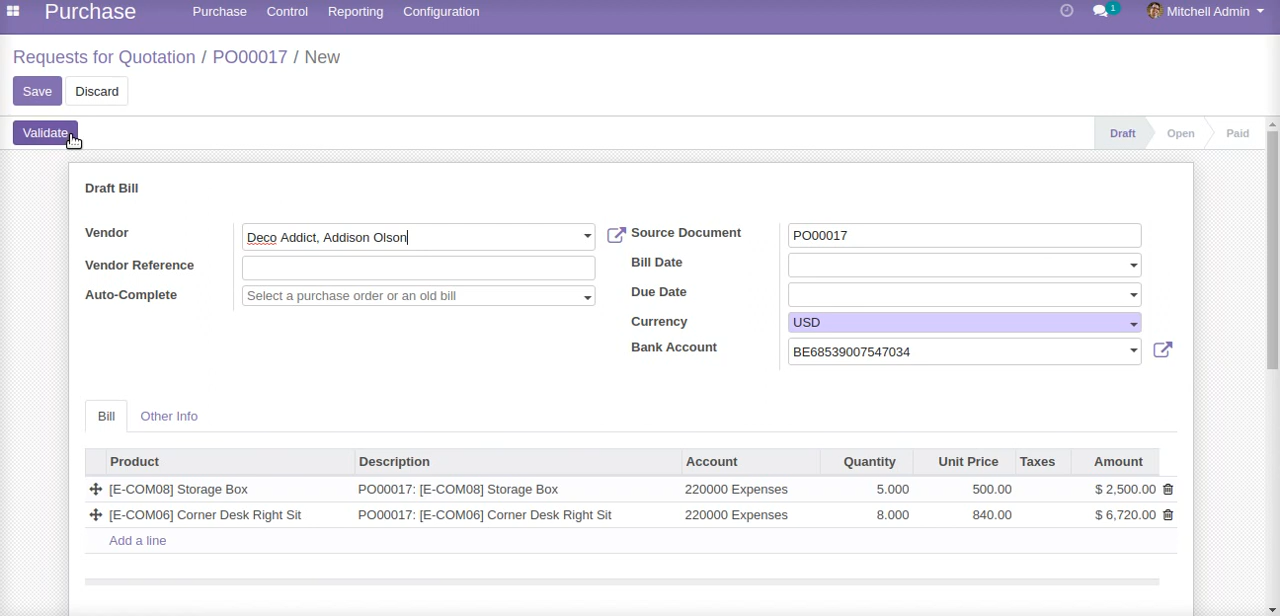 Purchase Purchase Control Reporting Configuration 1 Mitchell Admin
Requests for Quotation / PO00017 / New
Save Discard
Validate Draft Open Paid
Draft Bill
Vendor Deco Addict, Addison Olson Source Document PO00017
Bill Date
Vendor Reference
Auto-Complete Select a purchase order or an old bill Due Date
Currency USD
Bank Account BE68539007547034
Bill Other Info
Product Description Account Quantity Unit Price Taxes Amount
[E-COM08] Storage Box PO00017: [E-COM08] Storage Box 220000 Expenses 5.000 500.00 $ 2,500.00
[E-COM06] Corner Desk Right Sit PO00017: [E-COM06] Corner Desk Right Sit 220000 Expenses 8.000 840.00 $ 6,720.00
Add a line